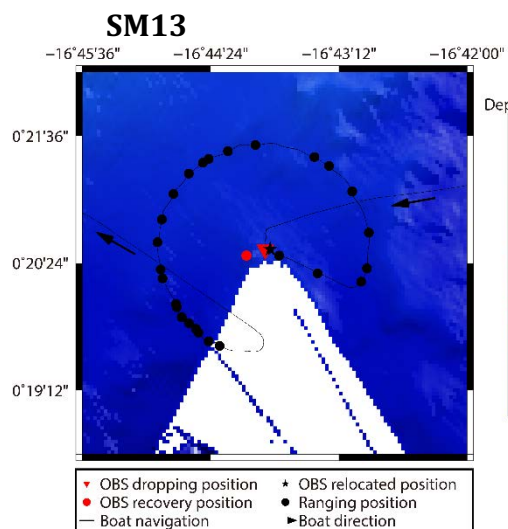 SM13
−16°45'36" −16°44'24" −16°43'12" −16°42'00"
Dep
0°21'36"
0°20'24"
0°19'12"
OBS dropping position OBS relocated position
OBS recovery position Ranging position
Boat navigation Boat direction